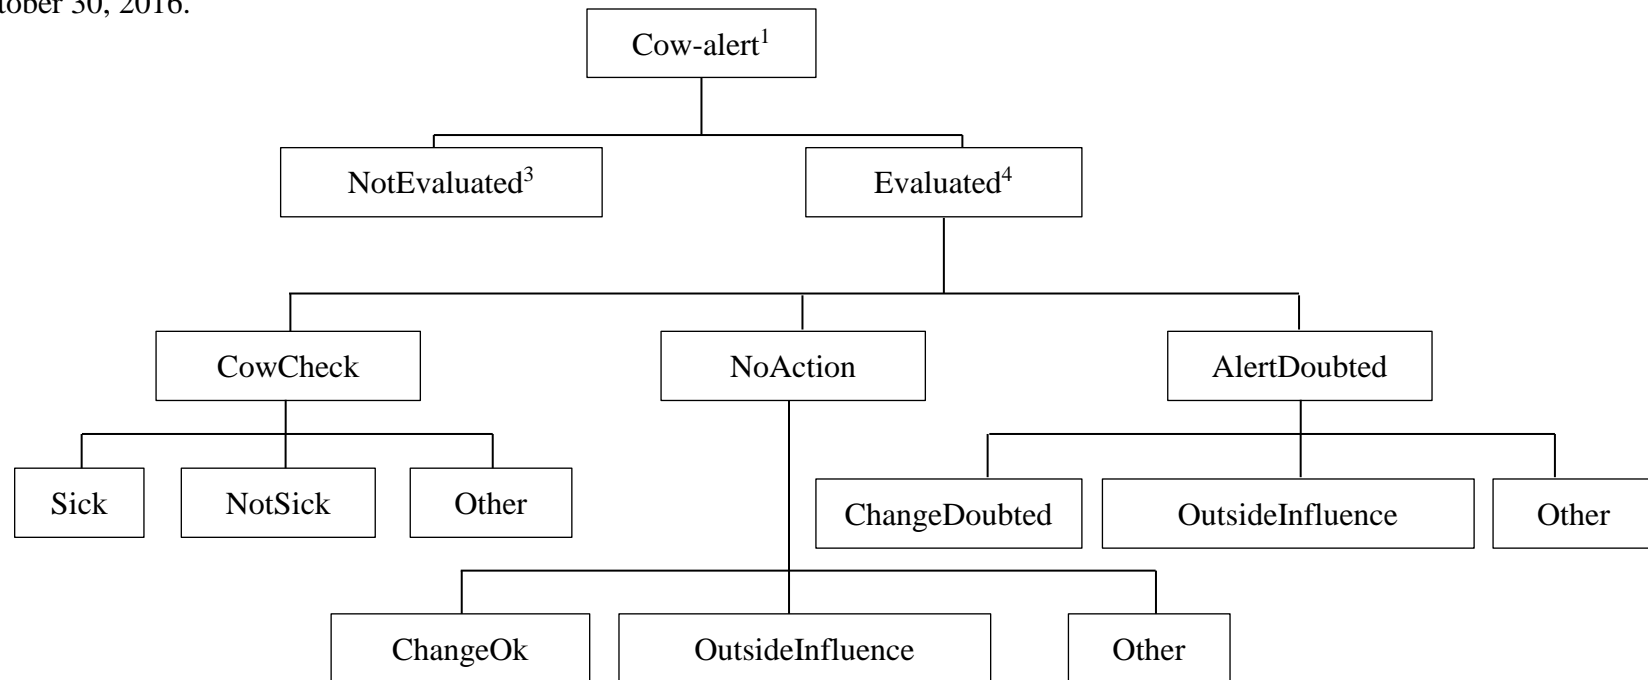 tober 30, 2016.
Cow-alert¹
NotEvaluated³ Evaluated⁴
CowCheck NoAction AlertDoubted
Sick NotSick Other ChangeDoubted OutsideInfluence Other
ChangeOk OutsideInfluence Other